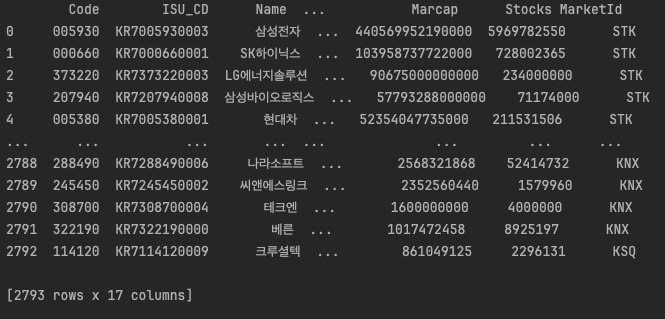 Code ISU_CD Name ... Marcap Stocks MarketId
0 005930 KR7005930003 삼성전자 ... 440569952190000 5969782550 STK
1 000660 KR7000660001 SK하이닉스 ... 103958737722000 728002365 STK
2 373220 KR7373220003 LG에너지솔루션 ... 90675000000000 234000000 STK
3 207940 KR7207940008 삼성바이오로직스 ... 57793288000000 71174000 STK
4 005380 KR7005380001 현대차 ... 52354047735000 211531506 STK
... ... ... ... ... ... ... ...
2788 288490 KR7288490006 나라소프트 ... 2568321868 52414732 KNX
2789 245450 KR7245450002 씨앤에스링크 ... 2352560440 1579960 KNX
2790 308700 KR7308700004 테크엔 ... 1600000000 4000000 KNX
2791 322190 KR7322190000 베른 ... 1017472458 8925197 KNX
2792 114120 KR7114120009 크루셜텍 ... 861049125 2296131 KSQ
[2793 rows x 17 columns]